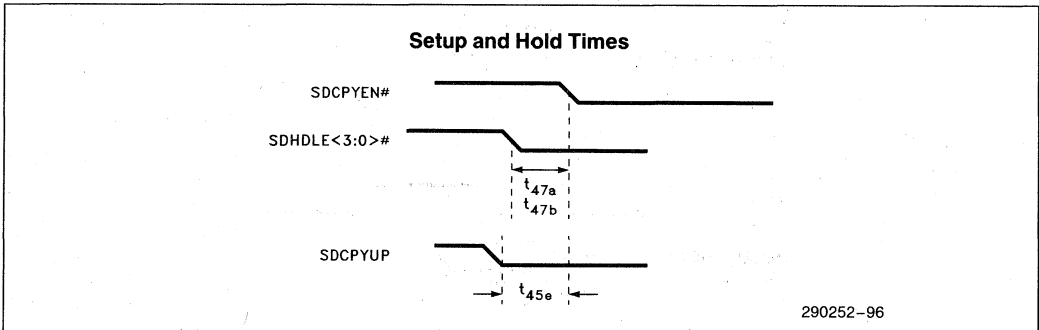 Setup and Hold Times
SDCPYEN#
SDHDLE<3:0>#
t47a
t47b
SDCPYUP
t45e
290252-96